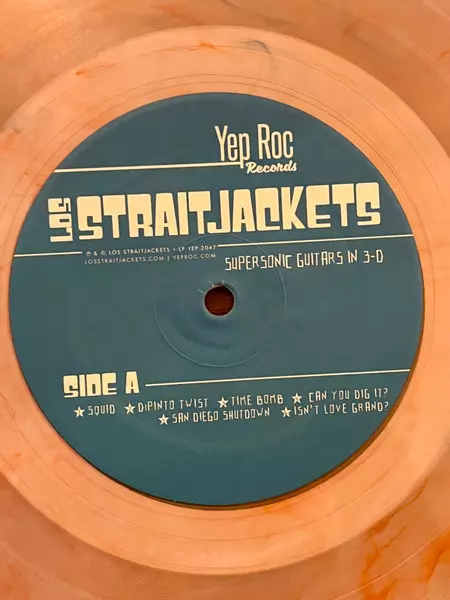 Yep Roc
Records
LOS STRAITJACKETS
℗ & © LOS STRAITJACKETS • LP YEP 2047
LOSSTRAITJACKETS.COM | YEPROC.COM
SUPERSONIC GUITARS IN 3-D
SIDE A
★ SQUID ★ DIPINTO TWIST ★ TIME BOMB ★ CAN YOU DIG IT?
★ SAN DIEGO SHUTDOWN ★ ISN'T LOVE GRAND?